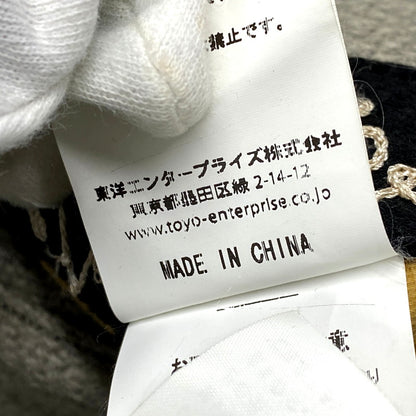 禁止です。
東洋エンタープライズ株式会社
東京都墨田区緑 2-14-12
www.toyo-enterprise.co.jp
MADE IN CHINA
お